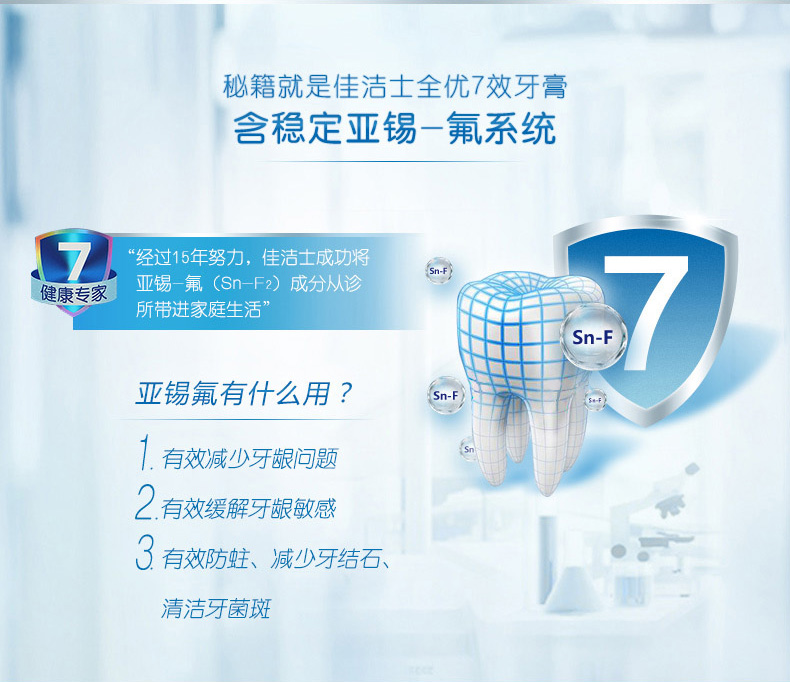 秘籍就是佳洁士全优7效牙膏
含稳定亚锡-氟系统
7
健康专家
“经过15年努力，佳洁士成功将
亚锡-氟（Sn-F₂）成分从诊
所带进家庭生活”
Sn-F
7
Sn-F
Sn-F
Sn-F
Sn
亚锡氟有什么用？
1.有效减少牙龈问题
2.有效缓解牙龈敏感
3.有效防蛀、减少牙结石、
清洁牙菌斑